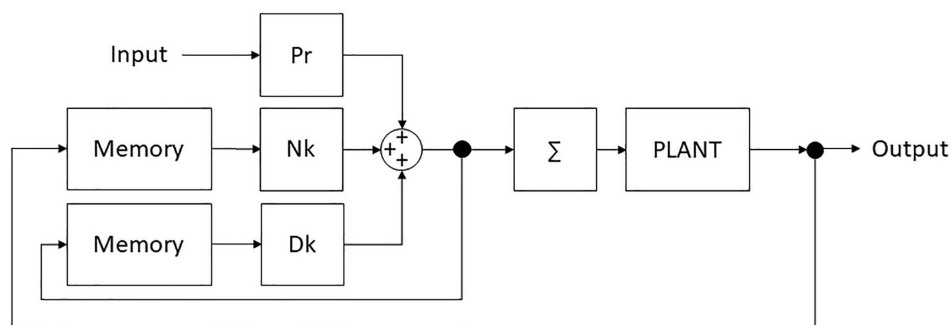 Input
Pr
Memory
Nk
+
+
+
Σ
PLANT
Output
Memory
Dk